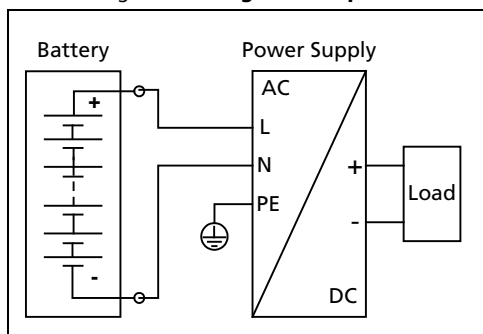 Battery
Power Supply
+
AC
L
N
PE
+
-
Load
-
DC